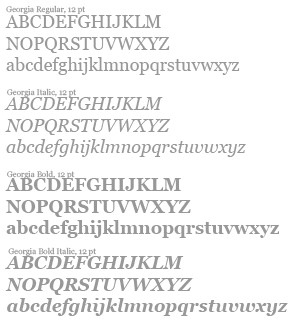 Georgia Regular, 12 pt
ABCDEFGHIJKLM
NOPQRSTUVWXYZ
abcdefghijklmnopqrstuvwxyz
Georgia Italic, 12 pt
ABCDEFGHIJKLM
NOPQRSTUVWXYZ
abcdefghijklmnopqrstuvwxyz
Georgia Bold, 12 pt
ABCDEFGHIJKLM
NOPQRSTUVWXYZ
abcdefghijklmnopqrstuvwxyz
Georgia Bold Italic, 12 pt
ABCDEFGHIJKLM
NOPQRSTUVWXYZ
abcdefghijklmnopqrstuvwxyz